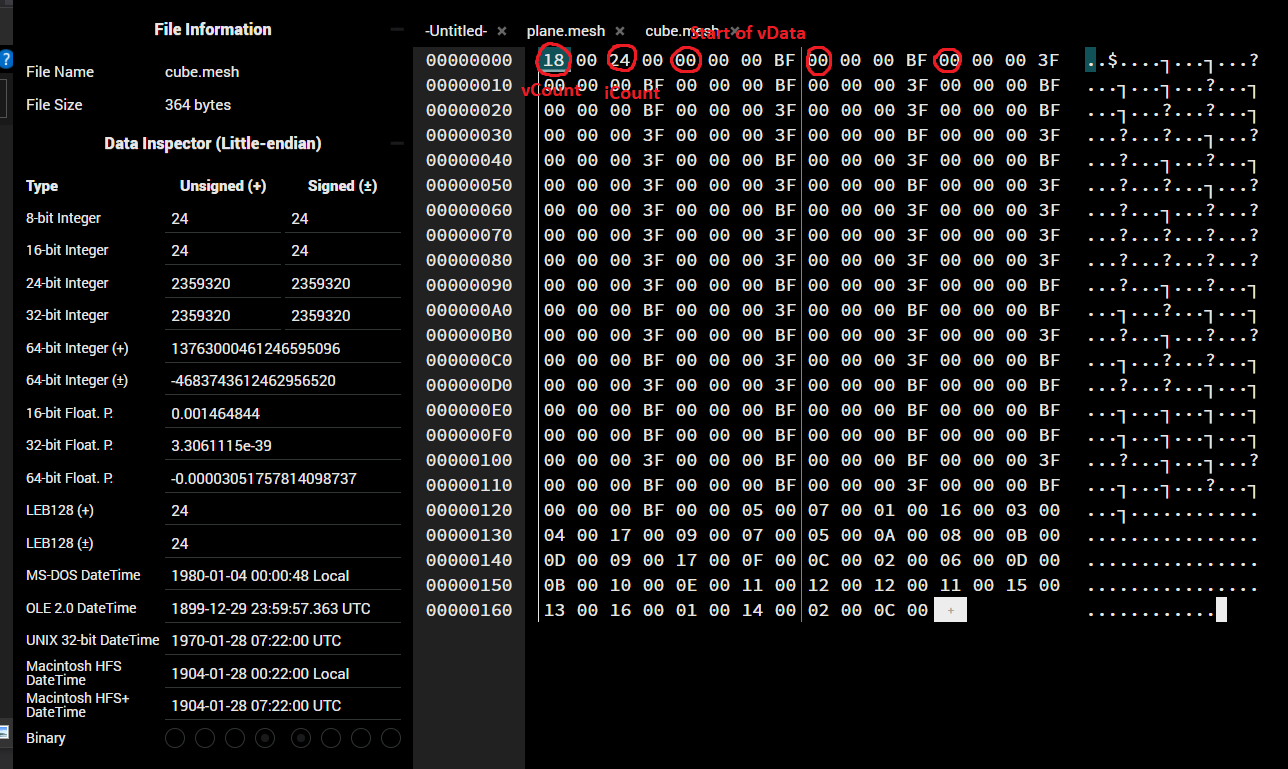 File Information
File Name cube.mesh
File Size 364 bytes
Data Inspector (Little-endian)
Type Unsigned (+) Signed (±)
8-bit Integer 24 24
16-bit Integer 24 24
24-bit Integer 2359320 2359320
32-bit Integer 2359320 2359320
64-bit Integer (+) 13763000461246595096
64-bit Integer (±) -4683743612462956520
16-bit Float. P. 0.001464844
32-bit Float. P. 3.3061115e-39
64-bit Float. P. -0.00003051757814098737
LEB128 (+) 24
LEB128 (±) 24
MS-DOS DateTime 1980-01-04 00:00:48 Local
OLE 2.0 DateTime 1899-12-29 23:59:57.363 UTC
UNIX 32-bit DateTime 1970-01-28 07:22:00 UTC
Macintosh HFS
DateTime 1904-01-28 00:22:00 Local
Macintosh HFS+
DateTime 1904-01-28 07:22:00 UTC
Binary
-Untitled- × plane.mesh × cube.mesh ×
Start of vData
00000000 18 00 24 00 00 00 00 BF 00 00 00 BF 00 00 00 3F ..$....┐...┐...?
vCount iCount
00000010 00 00 00 BF 00 00 00 BF 00 00 00 3F 00 00 00 BF ...┐...┐...?...┐
00000020 00 00 00 BF 00 00 00 3F 00 00 00 3F 00 00 00 BF ...┐...?...?...┐
00000030 00 00 00 3F 00 00 00 3F 00 00 00 BF 00 00 00 3F ...?...?...┐...?
00000040 00 00 00 3F 00 00 00 BF 00 00 00 3F 00 00 00 BF ...?...┐...?...┐
00000050 00 00 00 3F 00 00 00 3F 00 00 00 BF 00 00 00 3F ...?...?...┐...?
00000060 00 00 00 3F 00 00 00 BF 00 00 00 3F 00 00 00 3F ...?...┐...?...?
00000070 00 00 00 3F 00 00 00 3F 00 00 00 3F 00 00 00 3F ...?...?...?...?
00000080 00 00 00 3F 00 00 00 3F 00 00 00 3F 00 00 00 3F ...?...?...?...?
00000090 00 00 00 3F 00 00 00 BF 00 00 00 3F 00 00 00 BF ...?...┐...?...┐
000000A0 00 00 00 BF 00 00 00 3F 00 00 00 BF 00 00 00 BF ...┐...?...┐...┐
000000B0 00 00 00 3F 00 00 00 BF 00 00 00 3F 00 00 00 3F ...?...┐...?...?
000000C0 00 00 00 BF 00 00 00 3F 00 00 00 3F 00 00 00 BF ...┐...?...?...┐
000000D0 00 00 00 3F 00 00 00 3F 00 00 00 BF 00 00 00 BF ...?...?...┐...┐
000000E0 00 00 00 BF 00 00 00 BF 00 00 00 BF 00 00 00 BF ...┐...┐...┐...┐
000000F0 00 00 00 BF 00 00 00 BF 00 00 00 BF 00 00 00 BF ...┐...┐...┐...┐
00000100 00 00 00 3F 00 00 00 BF 00 00 00 BF 00 00 00 3F ...?...┐...┐...?
00000110 00 00 00 BF 00 00 00 BF 00 00 00 3F 00 00 00 BF ...┐...┐...?...┐
00000120 00 00 00 BF 00 00 05 00 07 00 01 00 16 00 03 00 ...┐............
00000130 04 00 17 00 09 00 07 00 05 00 0A 00 08 00 0B 00 ................
00000140 0D 00 09 00 17 00 0F 00 0C 00 02 00 06 00 0D 00 ................
00000150 0B 00 10 00 0E 00 11 00 12 00 12 00 11 00 15 00 ................
00000160 13 00 16 00 01 00 14 00 02 00 0C 00 + ............